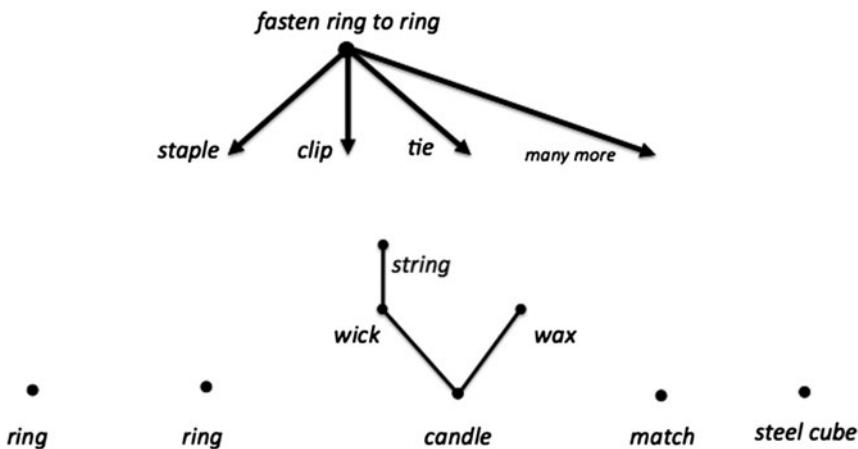 fasten ring to ring
staple
clip
tie
many more
string
wick
wax
ring
ring
candle
match
steel cube